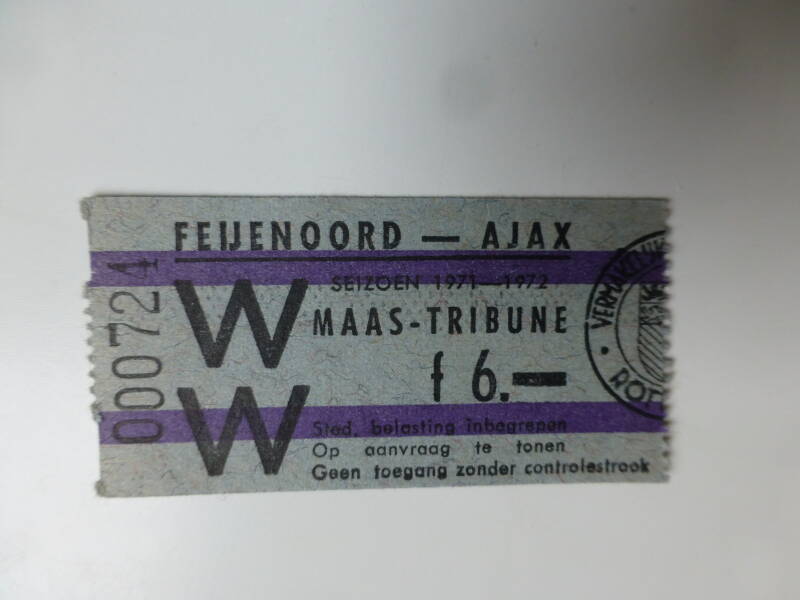 FEIJENOORD — AJAX
SEIZOEN 1971—1972
W MAAS-TRIBUNE
f 6.—
W
Sted. belasting inbegrepen
Op aanvraag te tonen
Geen toegang zonder controlestrook
000724
ROT